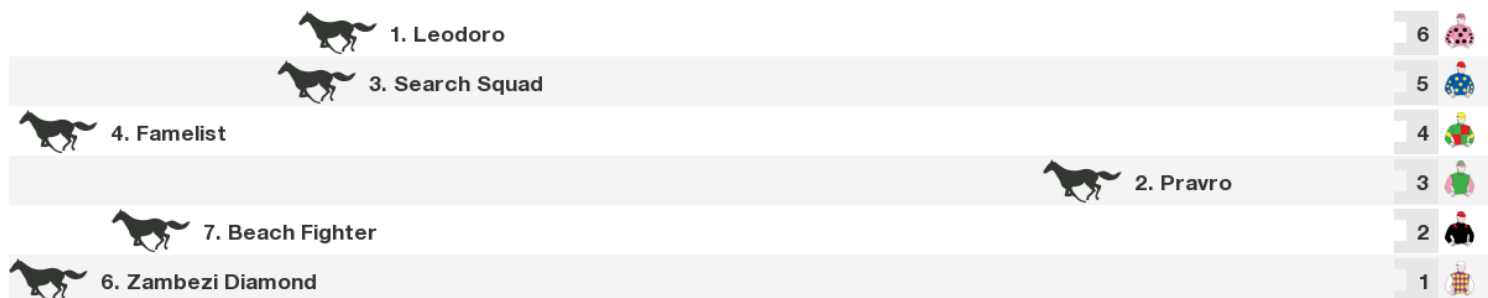 1. Leodoro 6
3. Search Squad 5
4. Famelist 4
2. Pravro 3
7. Beach Fighter 2
6. Zambezi Diamond 1